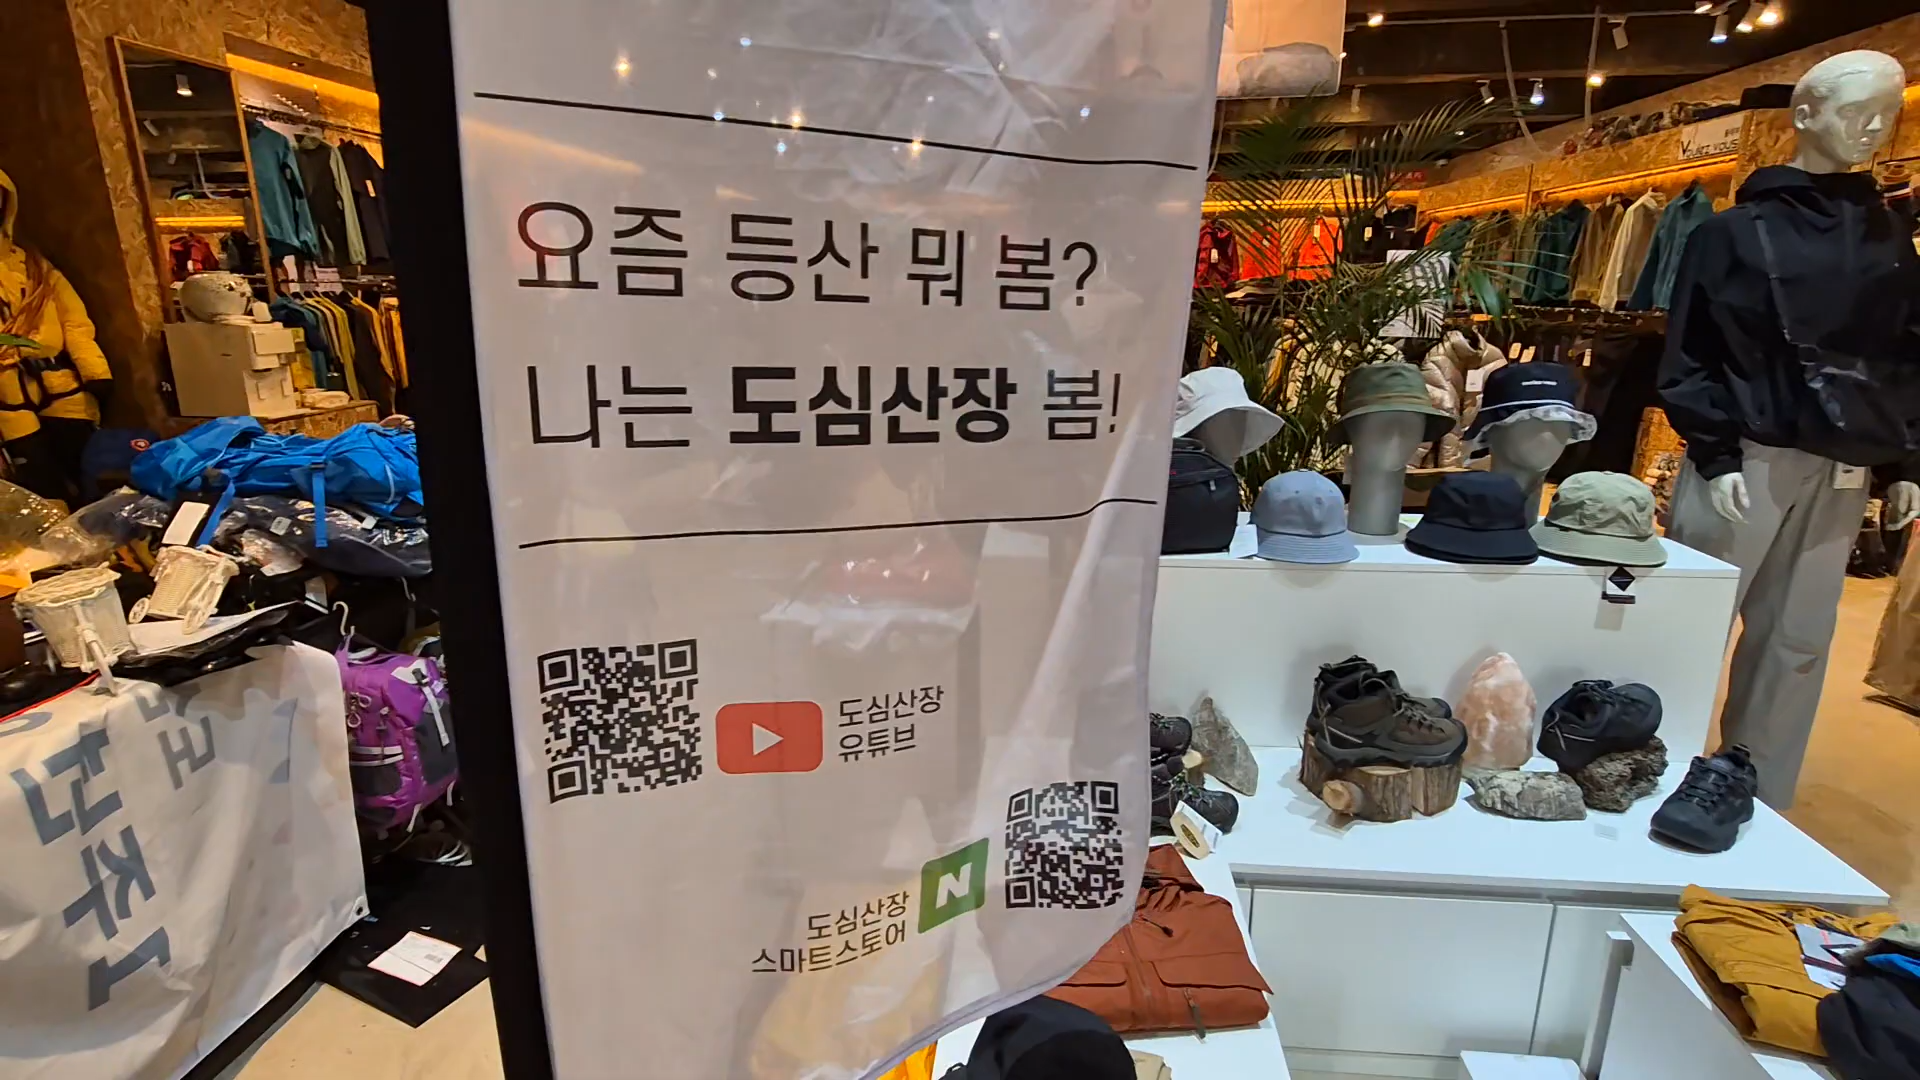 요즘 등산 뭐 봄?
나는 도심산장 봄!
도심산장
유튜브
N
도심산장
스마트스토어